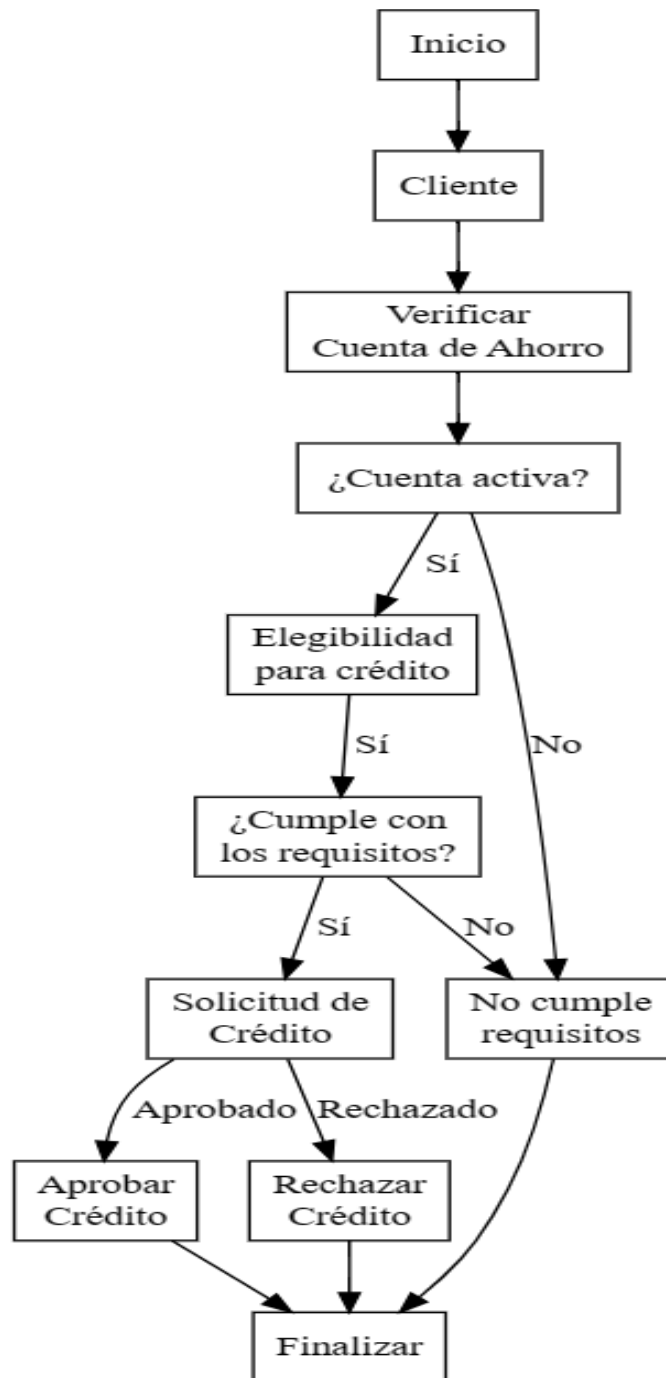 Inicio
Cliente
Verificar
Cuenta de Ahorro
¿Cuenta activa?
Sí
Elegibilidad
para crédito
Sí
No
¿Cumple con
los requisitos?
Sí
No
Solicitud de
Crédito
No cumple
requisitos
Aprobado
Rechazado
Aprobar
Crédito
Rechazar
Crédito
Finalizar